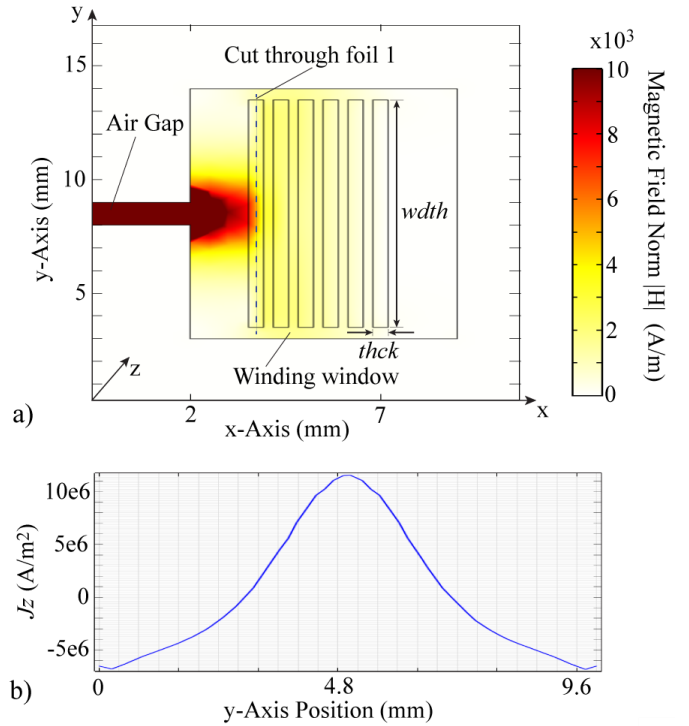 y
x10³
Cut through foil 1
15
10
Air Gap
8
10
wdth
6
y-Axis (mm)
Magnetic Field Norm |H| (A/m)
4
5
2
thck
z
Winding window
0
a)
2
7
x
x-Axis (mm)
10e6
5e6
Jz (A/m²)
0
-5e6
b)
0
4.8
9.6
y-Axis Position (mm)